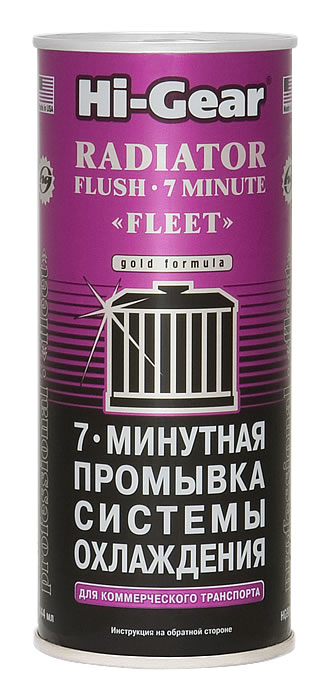 Hi-Gear
RADIATOR
FLUSH · 7 MINUTE
«FLEET»
gold formula
7·МИНУТНАЯ
ПРОМЫВКА
СИСТЕМЫ
ОХЛАЖДЕНИЯ
ДЛЯ КОММЕРЧЕСКОГО ТРАНСПОРТА
Инструкция на обратной стороне